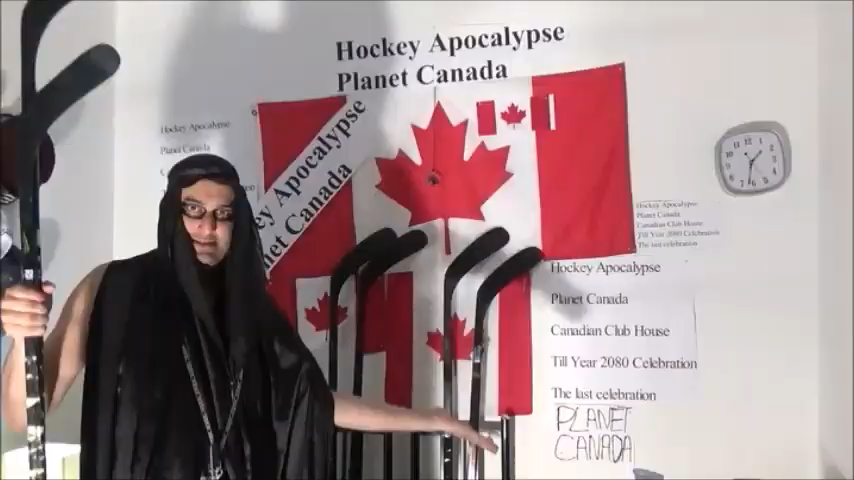 Hockey Apocalypse
Planet Canada
Hockey Apocalypse
Planet Canada
ey Apocalypse
net Canada
Hockey Apocalypse
Planet Canada
Canadian Club House
Till Year 2080 Celebration
The last celebration
Hockey Apocalypse
Planet Canada
Canadian Club House
Till Year 2080 Celebration
The last celebration
PLANET
CANADA